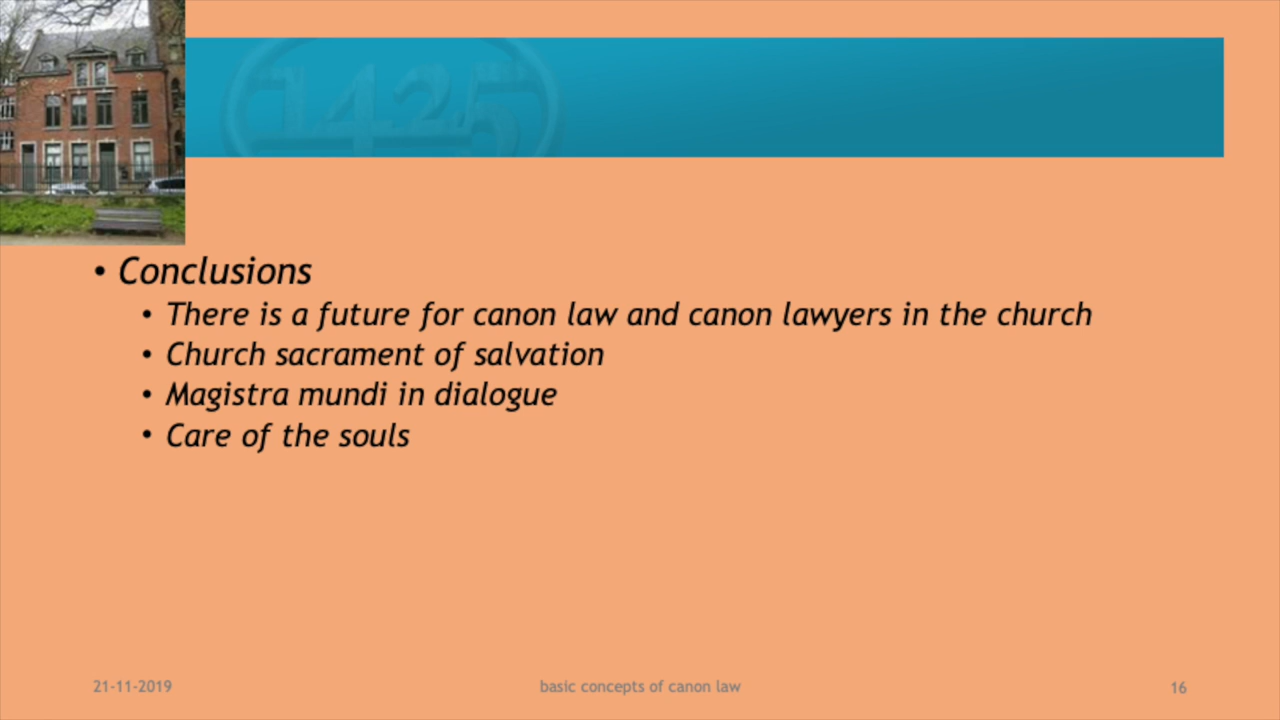 1425
• Conclusions
• There is a future for canon law and canon lawyers in the church
• Church sacrament of salvation
• Magistra mundi in dialogue
• Care of the souls
21-11-2019 basic concepts of canon law 16